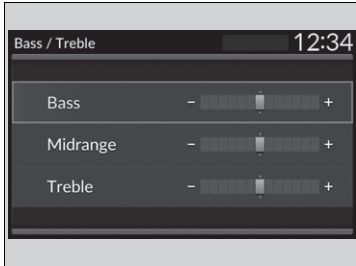 Bass / Treble 12:34
Bass - +
Midrange - +
Treble - +